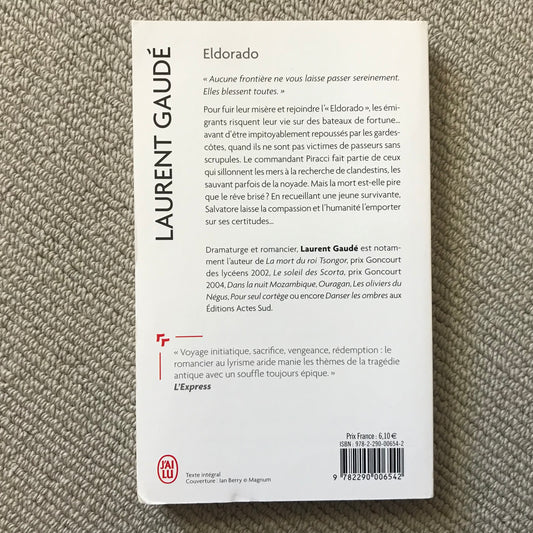 LAURENT GAUDÉ
Eldorado
« Aucune frontière ne vous laisse passer sereinement.
Elles blessent toutes. »
Pour fuir leur misère et rejoindre l'« Eldorado », les émi-
grants risquent leur vie sur des bateaux de fortune…
avant d'être impitoyablement repoussés par les gardes-
côtes, quand ils ne sont pas victimes de passeurs sans
scrupules. Le commandant Piracci fait partie de ceux
qui sillonnent les mers à la recherche de clandestins, les
sauvant parfois de la noyade. Mais la mort est-elle pire
que le rêve brisé ? En recueillant une jeune survivante,
Salvatore laisse la compassion et l'humanité l'emporter
sur ses certitudes…
Dramaturge et romancier, Laurent Gaudé est notam-
ment l'auteur de La mort du roi Tsongor, prix Goncourt
des lycéens 2002, Le soleil des Scorta, prix Goncourt
2004, Dans la nuit Mozambique, Ouragan, Les oliviers du
Négus, Pour seul cortège ou encore Danser les ombres aux
Éditions Actes Sud.
« Voyage initiatique, sacrifice, vengeance, rédemption : le
romancier au lyrisme aride manie les thèmes de la tragédie
antique avec un souffle toujours épique. »
L'Express
Prix France : 6,10 €
ISBN : 978-2-290-00654-2
9 782290 006542
J'AI
LU
Texte intégral
Couverture : Ian Berry © Magnum